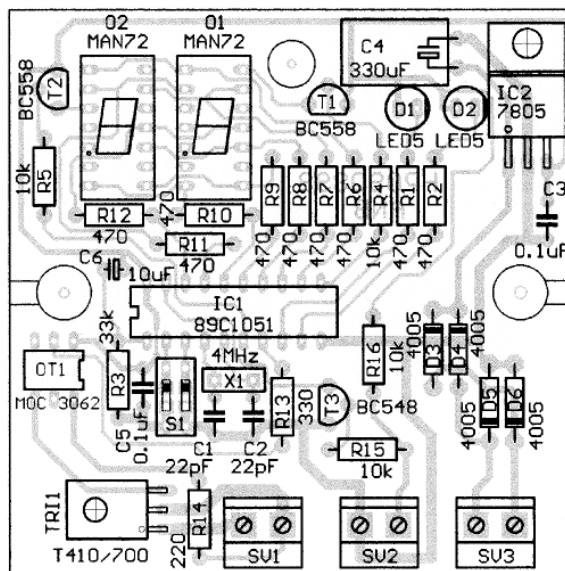 O2
O1
MAN72
MAN72
BC558
T2
C4
330uF
T1
BC558
D1
D2
LED5
LED5
IC2
7805
10k
R5
R12
470
470
R10
R11
470
R9
R8
R7
R6
R4
R1
R2
470
470
470
470
10k
470
470
C3
0.1uF
C6
10uF
IC1
89C1051
33k
OT1
MOC 3062
R3
C5
0.1uF
S1
4MHz
X1
C1
22pF
C2
22pF
R13
330
T3
BC548
R16
10k
R15
10k
4005
D3
D4
4005
4005
D5
D6
4005
TRI1
T410/700
R14
220
SV1
SV2
SV3